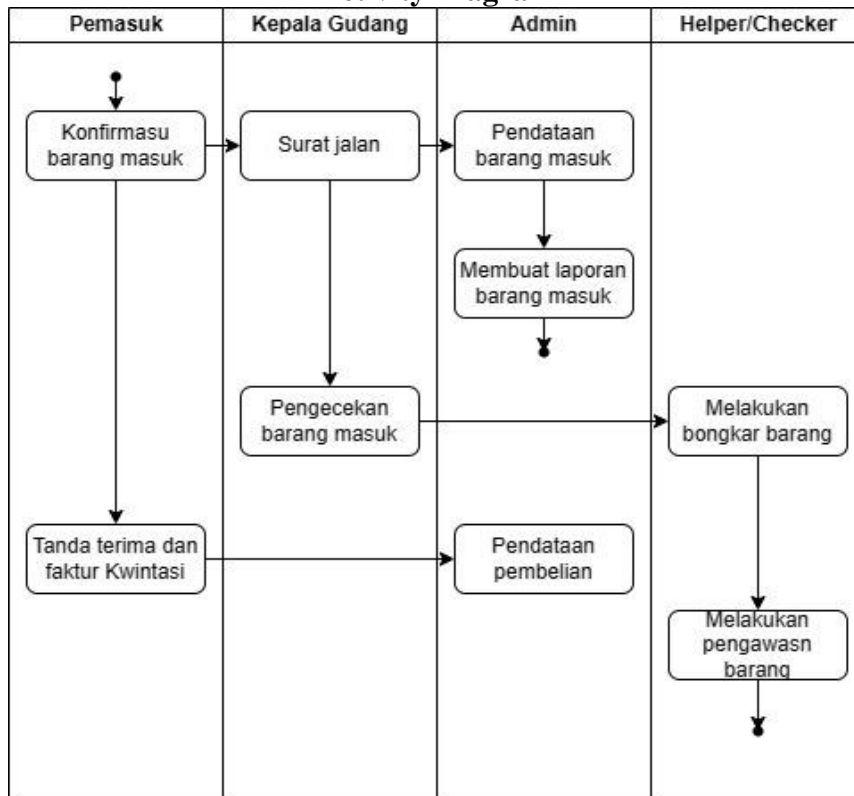 Pemasuk
Kepala Gudang
Admin
Helper/Checker
Konfirmasu
barang masuk
Surat jalan
Pendataan
barang masuk
Membuat laporan
barang masuk
Pengecekan
barang masuk
Melakukan
bongkar barang
Tanda terima dan
faktur Kwintasi
Pendataan
pembelian
Melakukan
pengawasn
barang